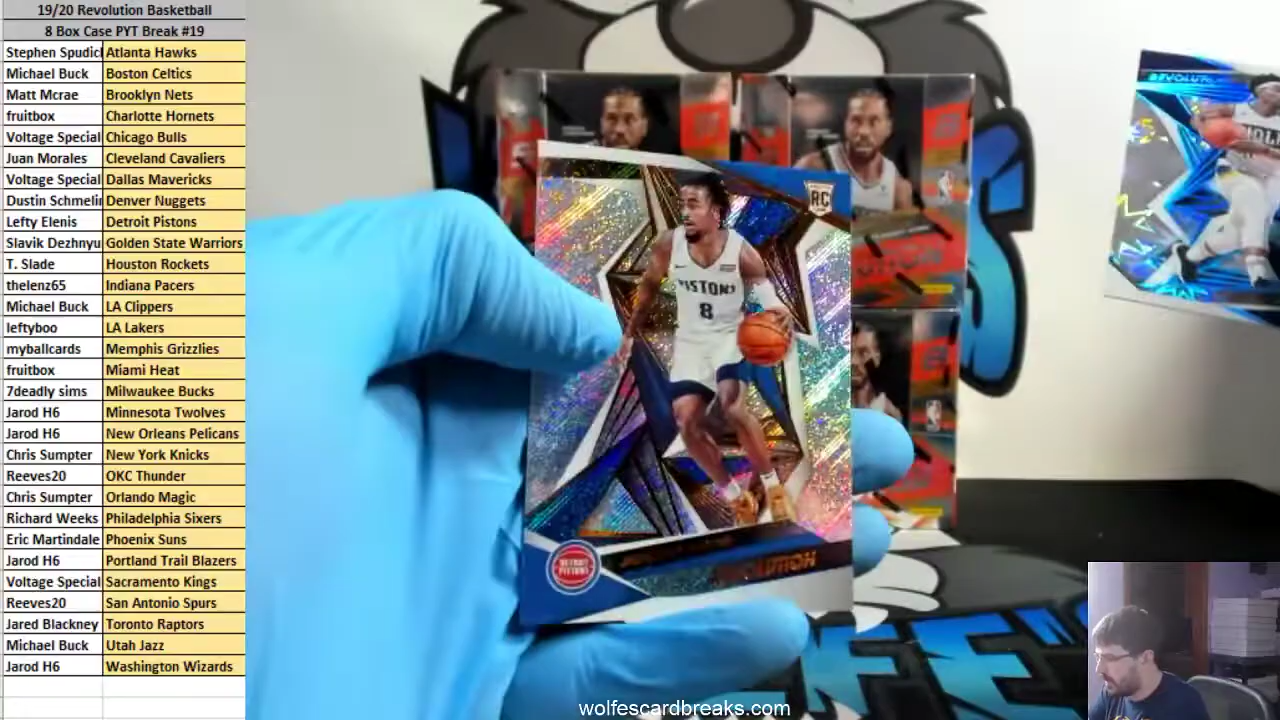 19/20 Revolution Basketball
8 Box Case PYT Break #19
Stephen Spudic Atlanta Hawks
Michael Buck Boston Celtics
Matt Mcrae Brooklyn Nets
fruitbox Charlotte Hornets
Voltage Special Chicago Bulls
Juan Morales Cleveland Cavaliers
Voltage Special Dallas Mavericks
Dustin Schmeli Denver Nuggets
Lefty Elenis Detroit Pistons
Slavik Dezhnyu Golden State Warriors
T. Slade Houston Rockets
thelenz65 Indiana Pacers
Michael Buck LA Clippers
leftyboo LA Lakers
myballcards Memphis Grizzlies
fruitbox Miami Heat
7deadly sims Milwaukee Bucks
Jarod H6 Minnesota Twolves
Jarod H6 New Orleans Pelicans
Chris Sumpter New York Knicks
Reeves20 OKC Thunder
Chris Sumpter Orlando Magic
Richard Weeks Philadelphia Sixers
Eric Martindale Phoenix Suns
Jarod H6 Portland Trail Blazers
Voltage Special Sacramento Kings
Reeves20 San Antonio Spurs
Jared Blackney Toronto Raptors
Michael Buck Utah Jazz
Jarod H6 Washington Wizards
RC
PISTONS
8
DETROIT PISTONS
wolfescardbreaks.com